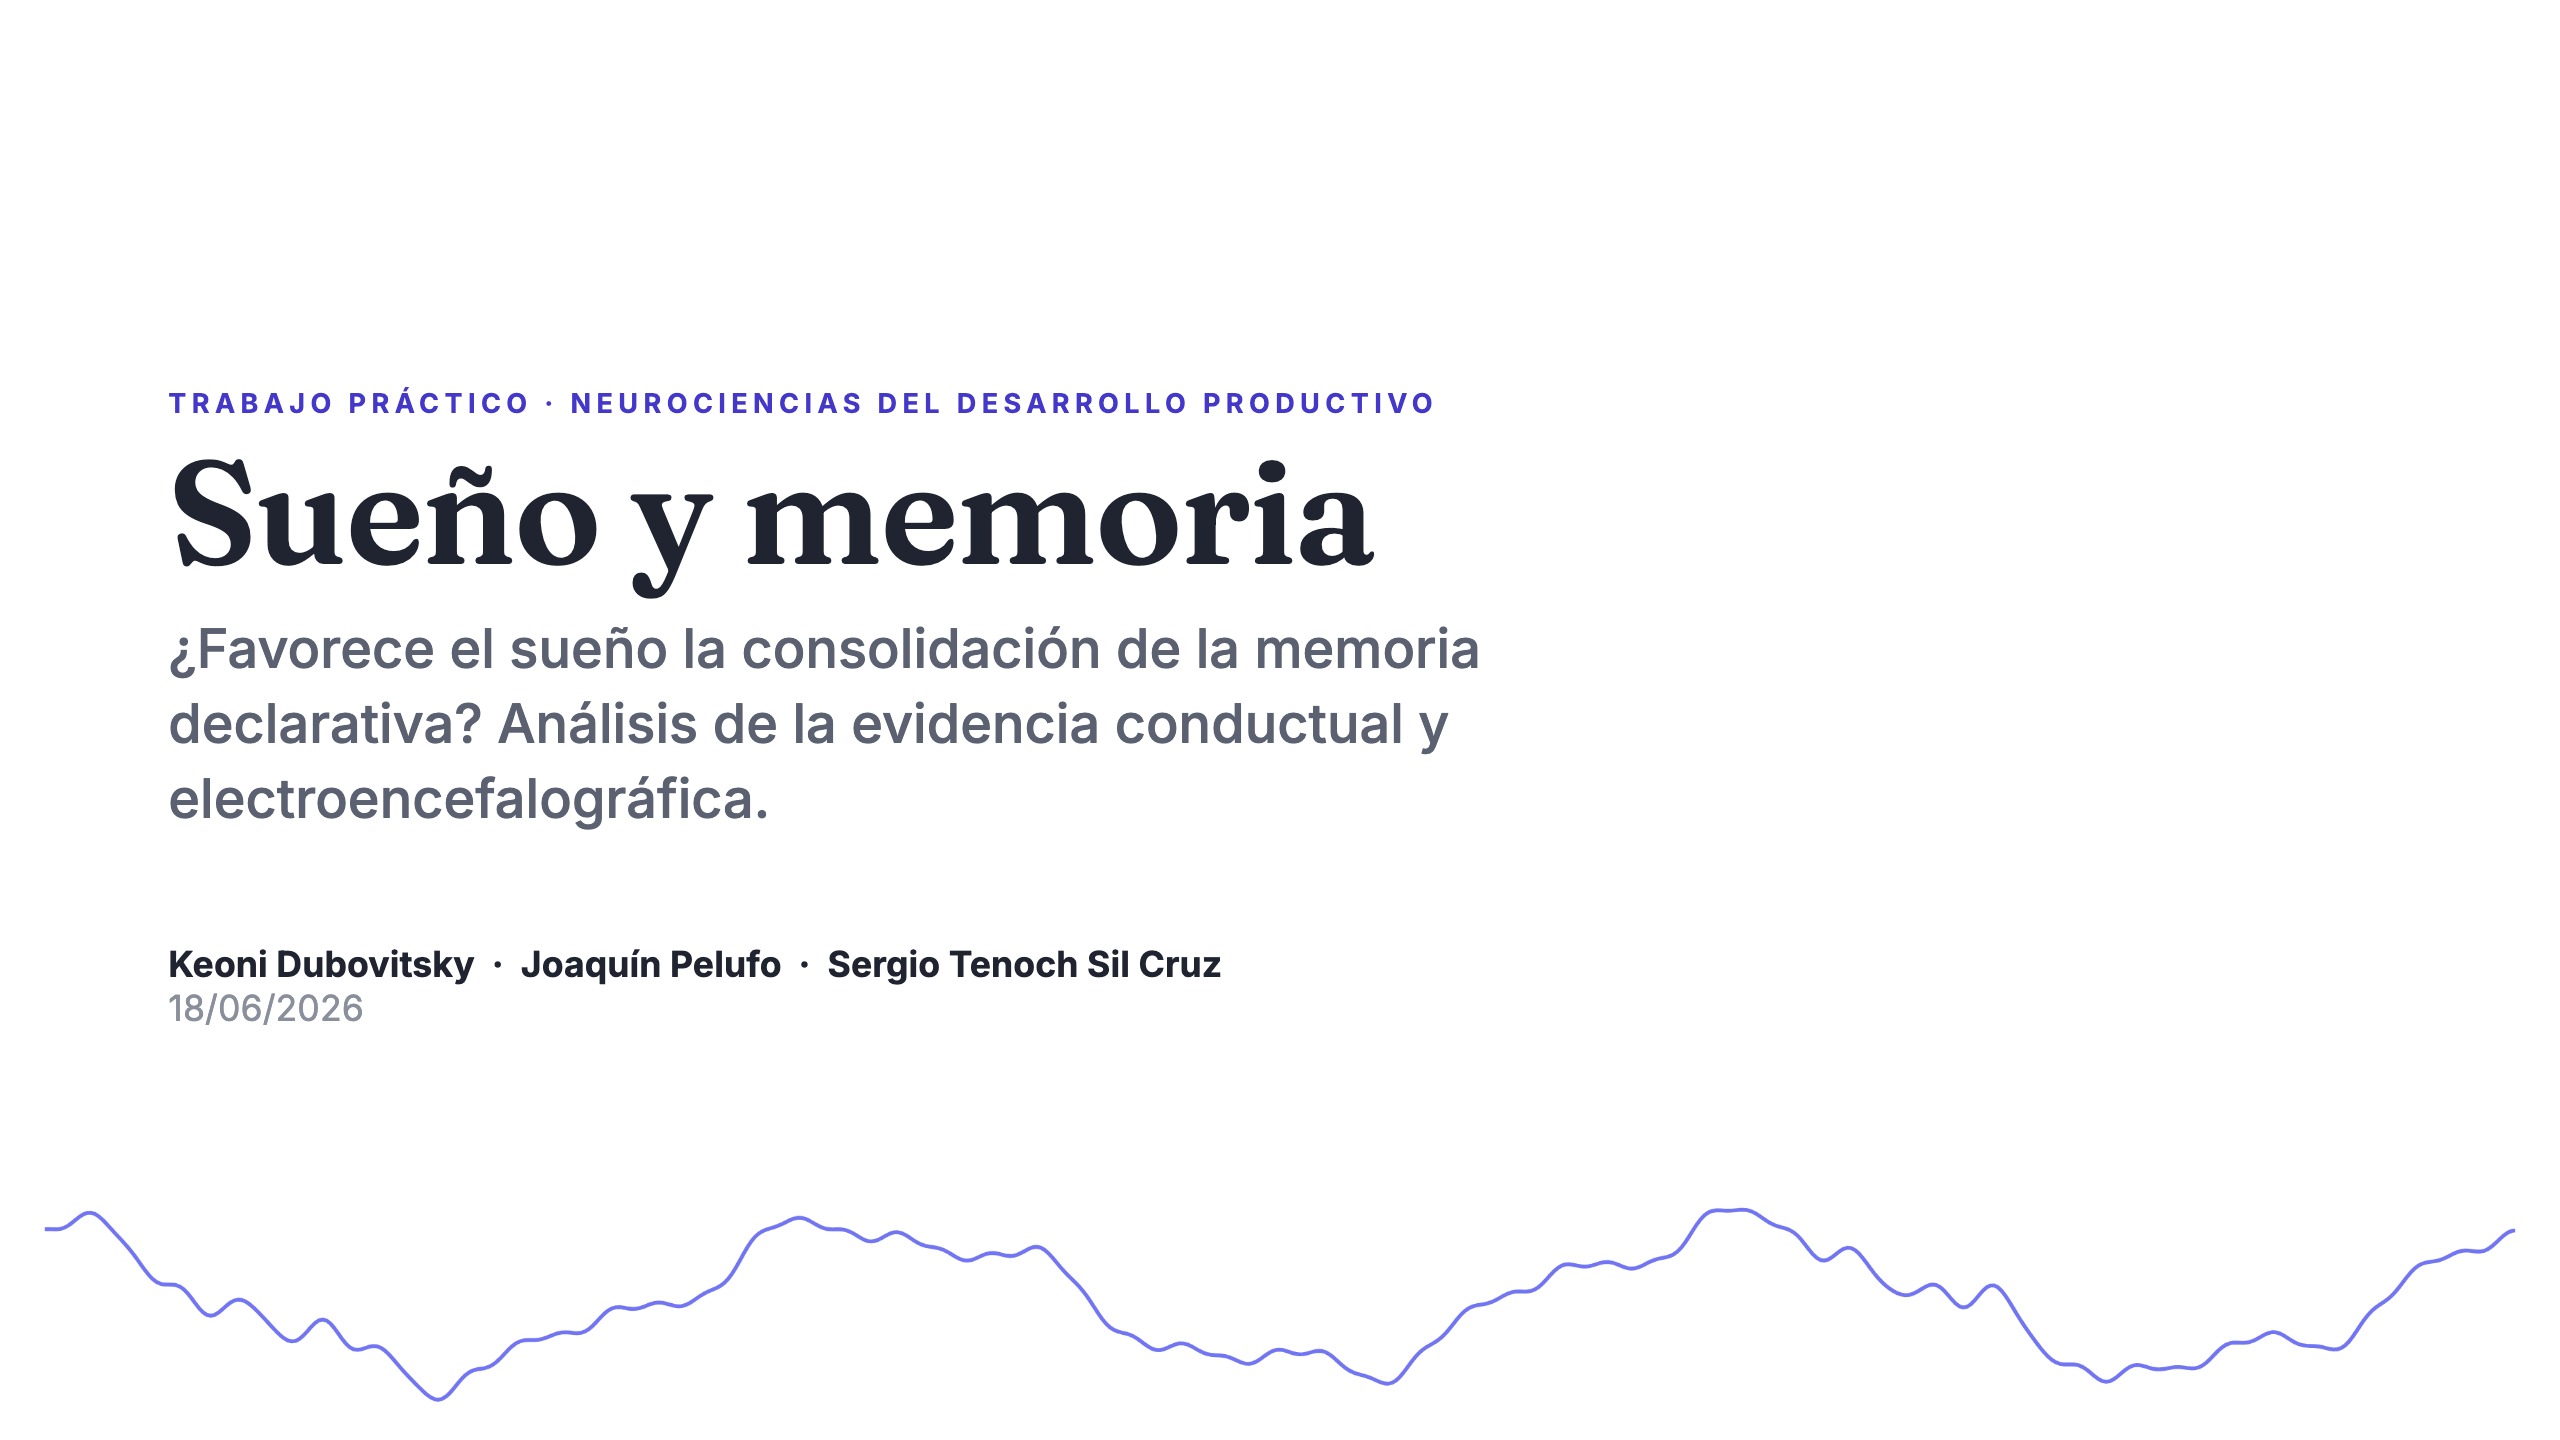 TRABAJO PRÁCTICO · NEUROCIENCIAS DEL DESARROLLO PRODUCTIVO
Sueño y memoria
¿Favorece el sueño la consolidación de la memoria
declarativa? Análisis de la evidencia conductual y
electroencefalográfica.
Keoni Dubovitsky · Joaquín Pelufo · Sergio Tenoch Sil Cruz
18/06/2026